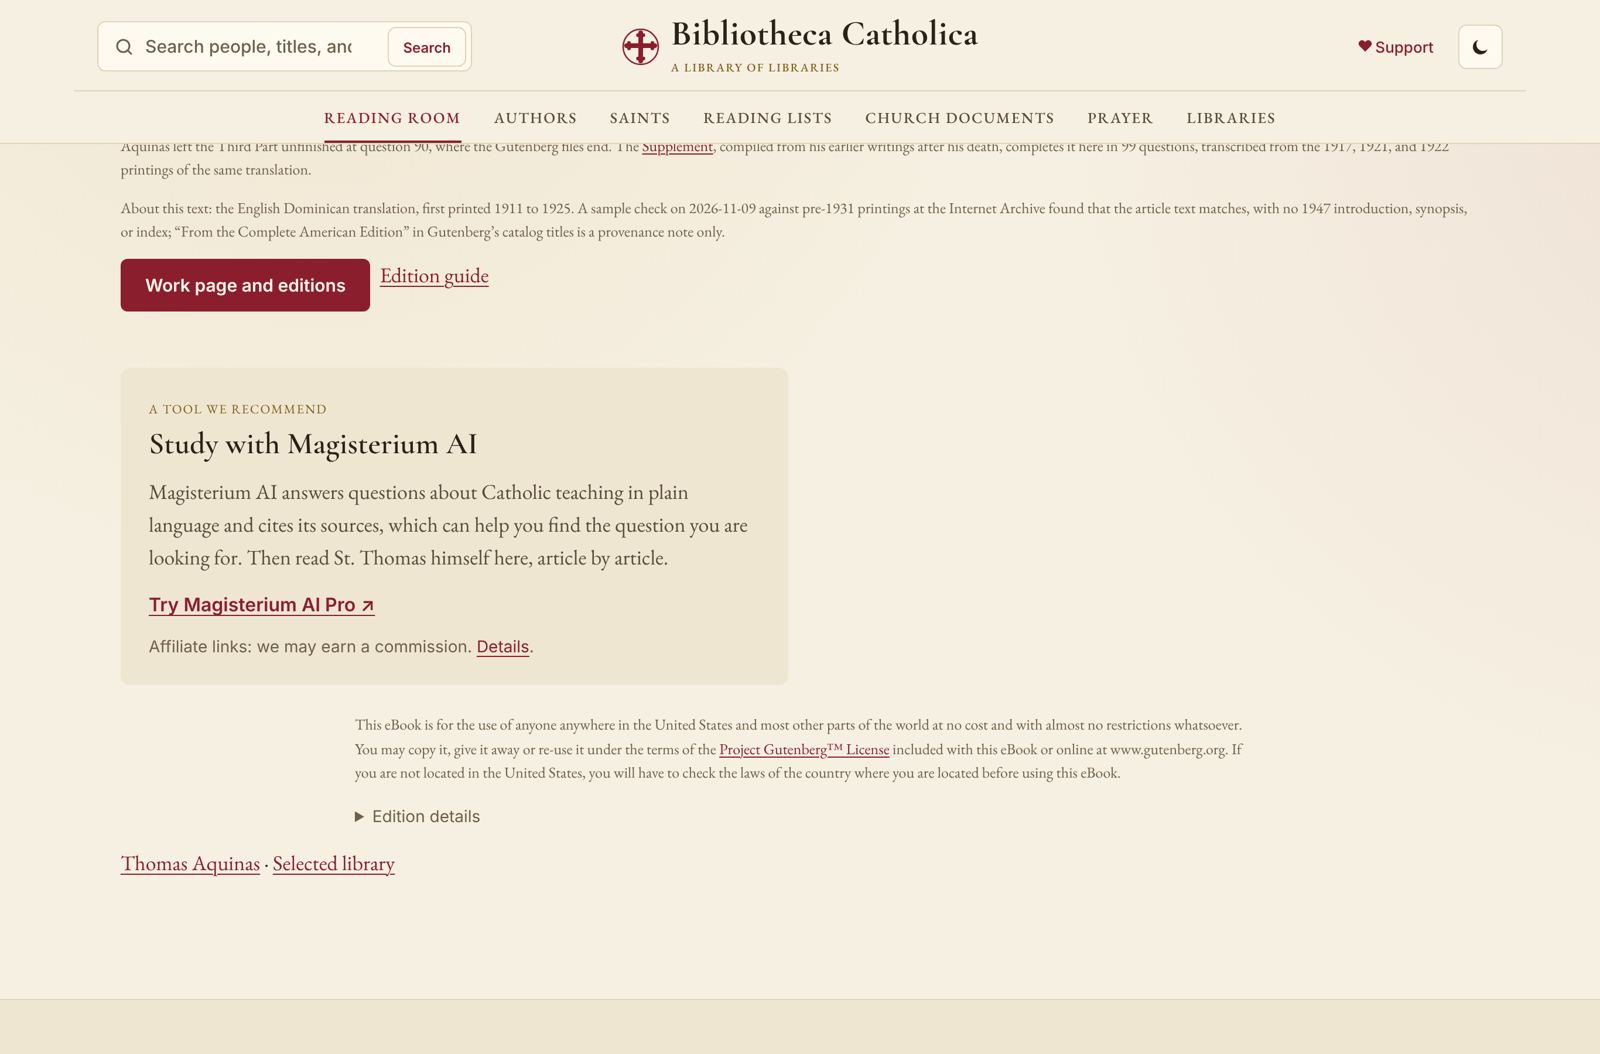 Search people, titles, and
Search
Bibliotheca Catholica
A LIBRARY OF LIBRARIES
Support
READING ROOM
AUTHORS
SAINTS
READING LISTS
CHURCH DOCUMENTS
PRAYER
LIBRARIES
Aquinas left the Third Part unfinished at question 90, where the Gutenberg files end. The Supplement, compiled from his earlier writings after his death, completes it here in 99 questions, transcribed from the 1917, 1921, and 1922
printings of the same translation.
About this text: the English Dominican translation, first printed 1911 to 1925. A sample check on 2026-11-09 against pre-1931 printings at the Internet Archive found that the article text matches, with no 1947 introduction, synopsis,
or index; “From the Complete American Edition” in Gutenberg’s catalog titles is a provenance note only.
Work page and editions
Edition guide
A TOOL WE RECOMMEND
Study with Magisterium AI
Magisterium AI answers questions about Catholic teaching in plain
language and cites its sources, which can help you find the question you are
looking for. Then read St. Thomas himself here, article by article.
Try Magisterium AI Pro ↗
Affiliate links: we may earn a commission. Details.
This eBook is for the use of anyone anywhere in the United States and most other parts of the world at no cost and with almost no restrictions whatsoever.
You may copy it, give it away or re-use it under the terms of the Project Gutenberg™ License included with this eBook or online at www.gutenberg.org. If
you are not located in the United States, you will have to check the laws of the country where you are located before using this eBook.
Edition details
Thomas Aquinas · Selected library